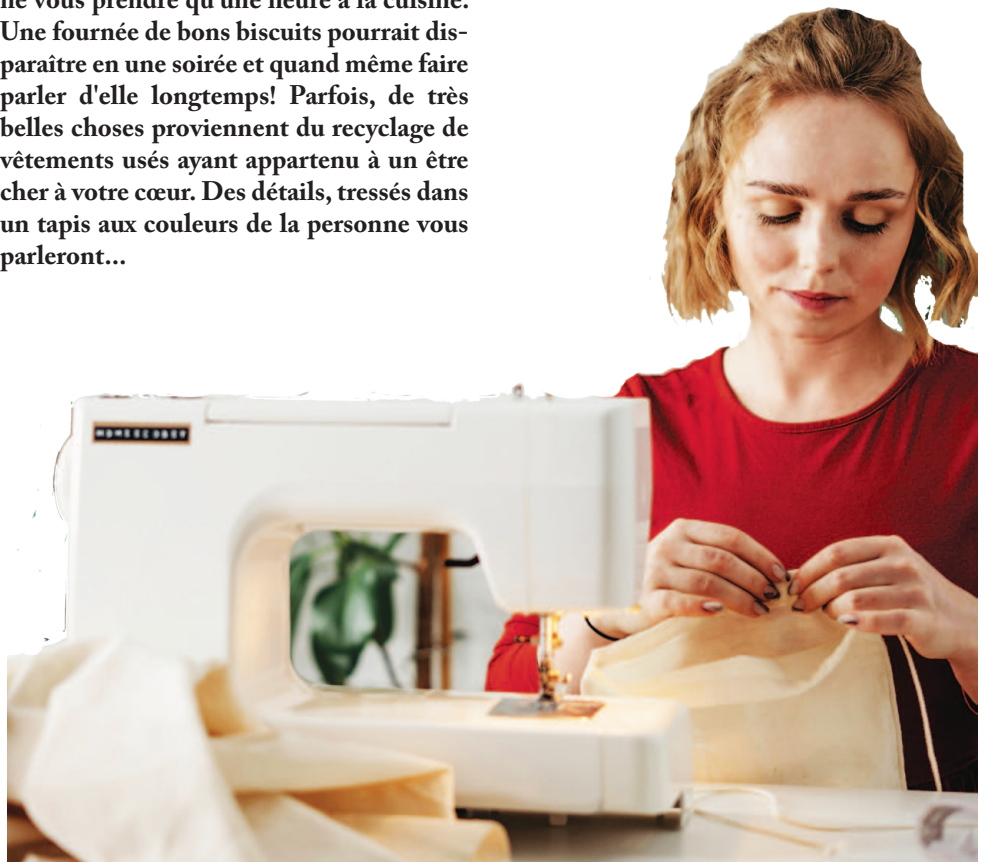 ne vous prendre qu'une heure à la cuisine.
Une fournée de bons biscuits pourrait dis-
paraître en une soirée et quand même faire
parler d'elle longtemps! Parfois, de très
belles choses proviennent du recyclage de
vêtements usés ayant appartenu à un être
cher à votre cœur. Des détails, tressés dans
un tapis aux couleurs de la personne vous
parleront...